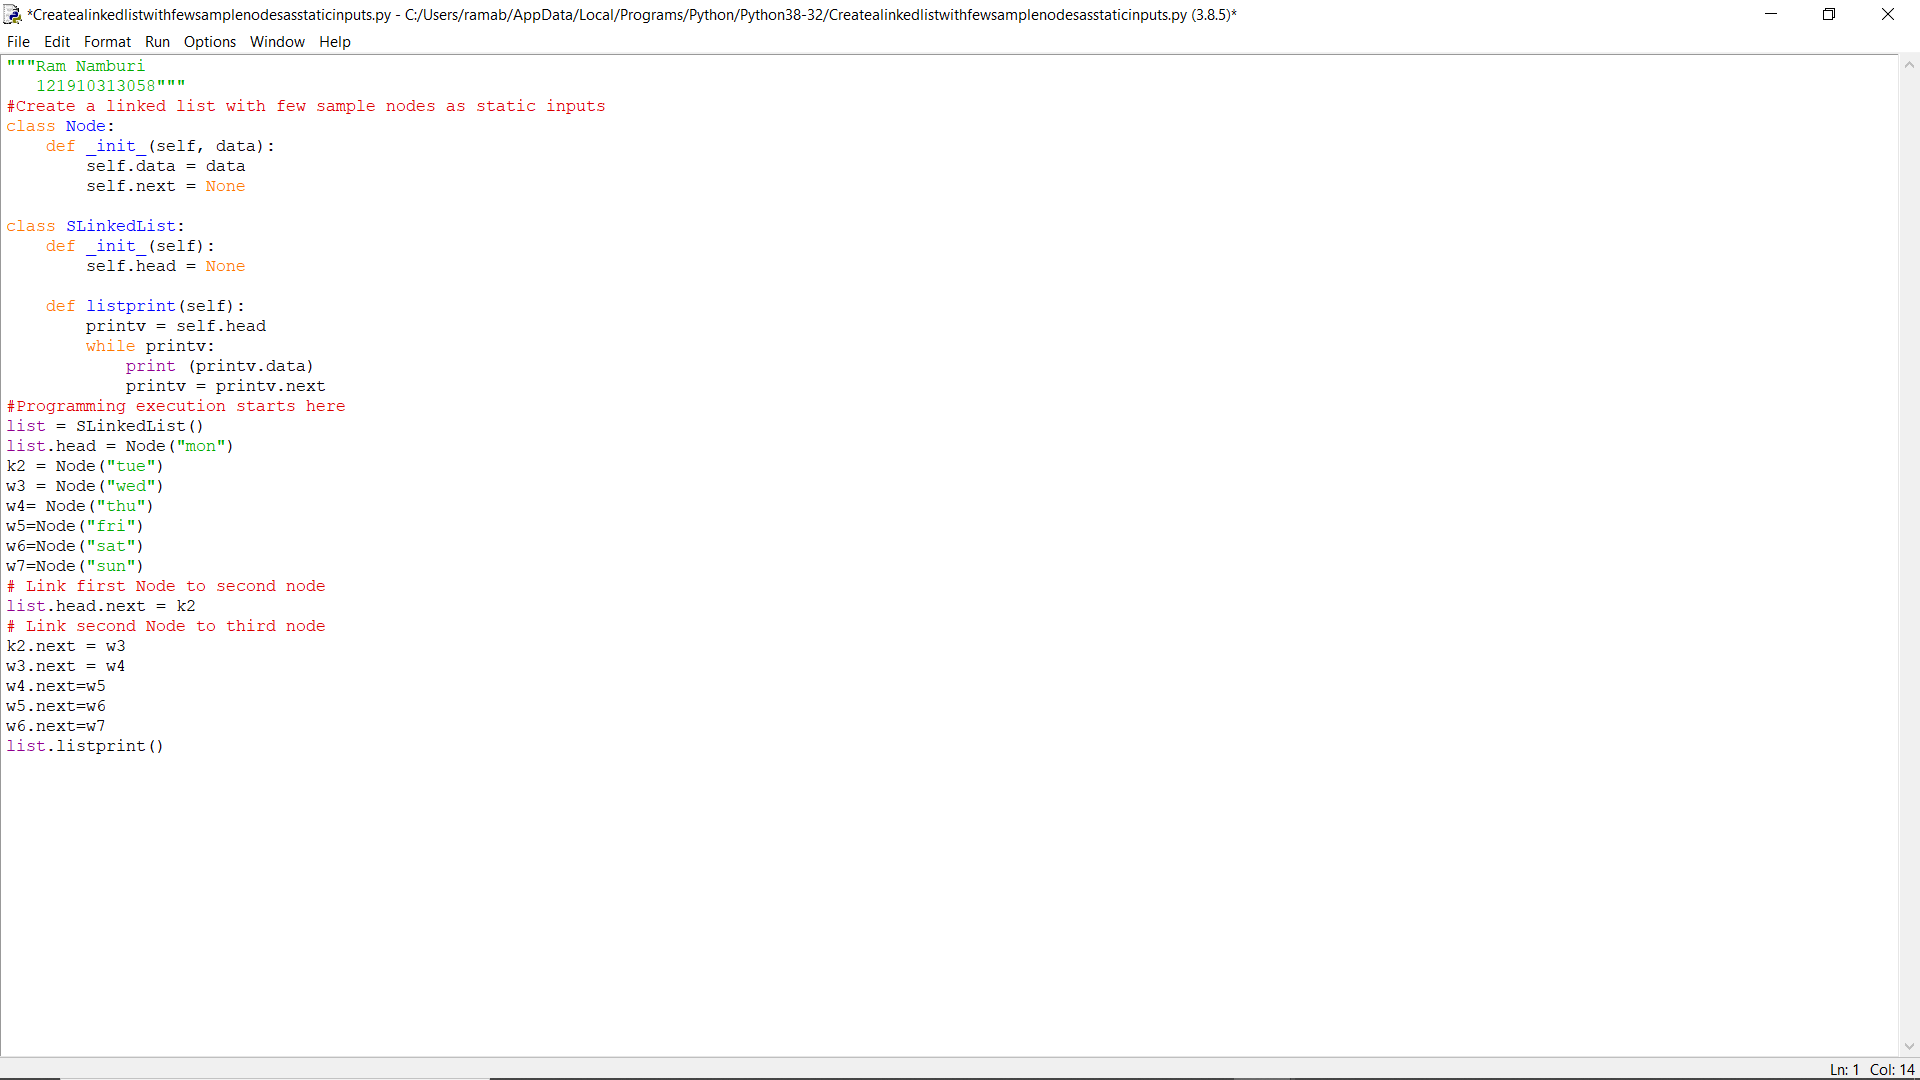 *Createalinkedlistwithfewsamplenodesasstaticinputs.py - C:/Users/ramab/AppData/Local/Programs/Python/Python38-32/Createalinkedlistwithfewsamplenodesasstaticinputs.py (3.8.5)*
File Edit Format Run Options Window Help
"""Ram Namburi
   121910313058"""
#Create a linked list with few sample nodes as static inputs
class Node:
    def _init_(self, data):
        self.data = data
        self.next = None

class SLinkedList:
    def _init_(self):
        self.head = None

    def listprint(self):
        printv = self.head
        while printv:
            print (printv.data)
            printv = printv.next
#Programming execution starts here
list = SLinkedList()
list.head = Node("mon")
k2 = Node("tue")
w3 = Node("wed")
w4= Node("thu")
w5=Node("fri")
w6=Node("sat")
w7=Node("sun")
# Link first Node to second node
list.head.next = k2
# Link second Node to third node
k2.next = w3
w3.next = w4
w4.next=w5
w5.next=w6
w6.next=w7
list.listprint()
Ln: 1 Col: 14